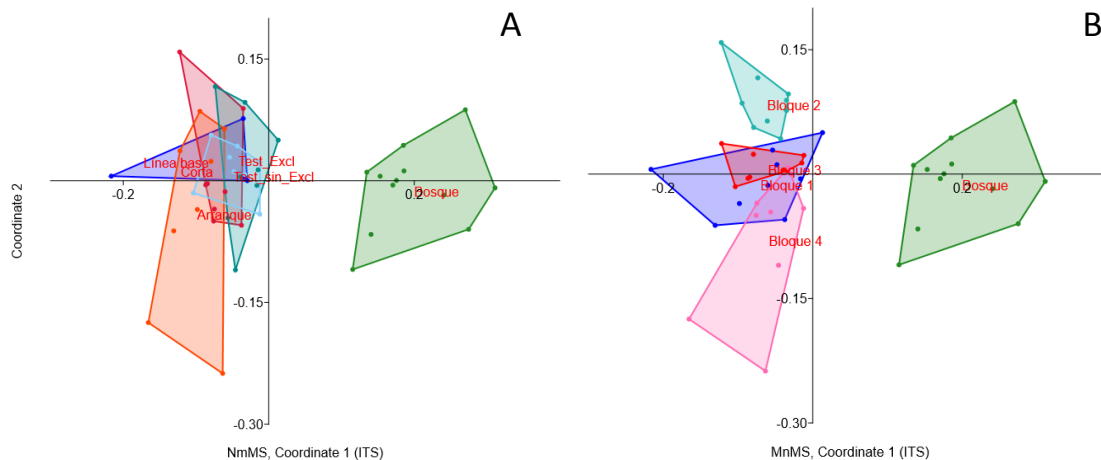 A
0.15
Línea base
Test_Excl
Corta
Test_sin_Excl
Arranque
-0.2
0.2
Bosque
-0.15
-0.30
Coordinate 2
NmMS, Coordinate 1 (ITS)
B
0.15
Bloque 2
Bloque 3
Bloque 1
Bloque 4
-0.2
0.2
Bosque
-0.15
-0.30
MnMS, Coordinate 1 (ITS)